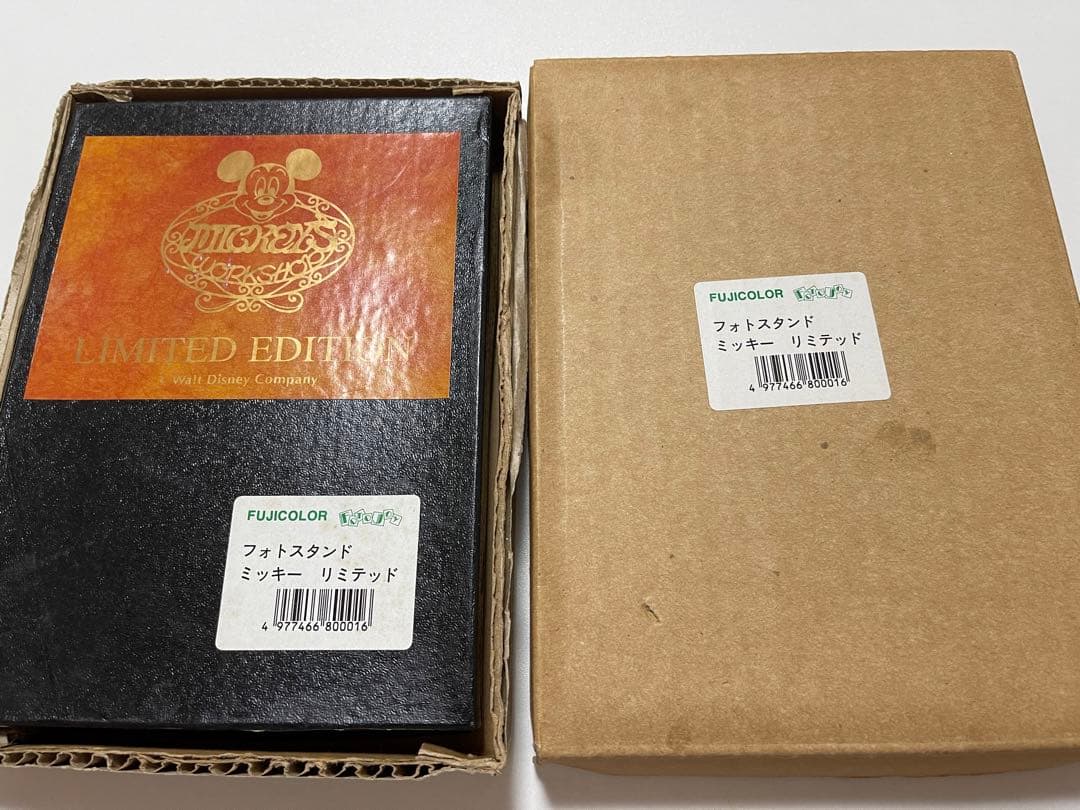 MICKEY'S
WORKSHOP
LIMITED EDITION
© Walt Disney Company
FUJICOLOR
フォトスタンド
ミッキー リミテッド
4 977466 800016
FUJICOLOR
フォトスタンド
ミッキー リミテッド
4 977466 800016